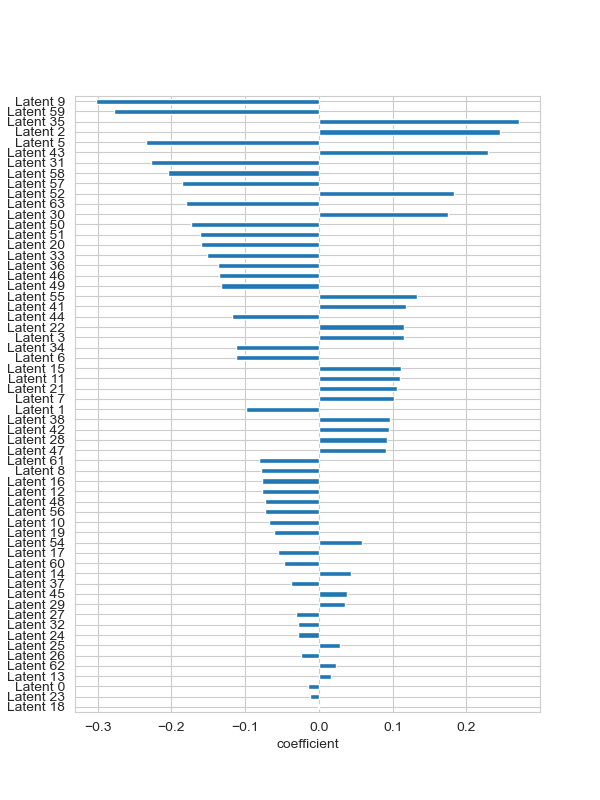 Latent 9
Latent 59
Latent 35
Latent 2
Latent 5
Latent 43
Latent 31
Latent 58
Latent 57
Latent 52
Latent 63
Latent 30
Latent 50
Latent 51
Latent 20
Latent 33
Latent 36
Latent 46
Latent 49
Latent 55
Latent 41
Latent 44
Latent 22
Latent 3
Latent 34
Latent 6
Latent 15
Latent 11
Latent 21
Latent 7
Latent 1
Latent 38
Latent 42
Latent 28
Latent 47
Latent 61
Latent 8
Latent 16
Latent 12
Latent 48
Latent 56
Latent 10
Latent 19
Latent 54
Latent 17
Latent 60
Latent 14
Latent 37
Latent 45
Latent 29
Latent 27
Latent 32
Latent 24
Latent 25
Latent 26
Latent 62
Latent 13
Latent 0
Latent 23
Latent 18
−0.3 −0.2 −0.1 0.0 0.1 0.2
coefficient